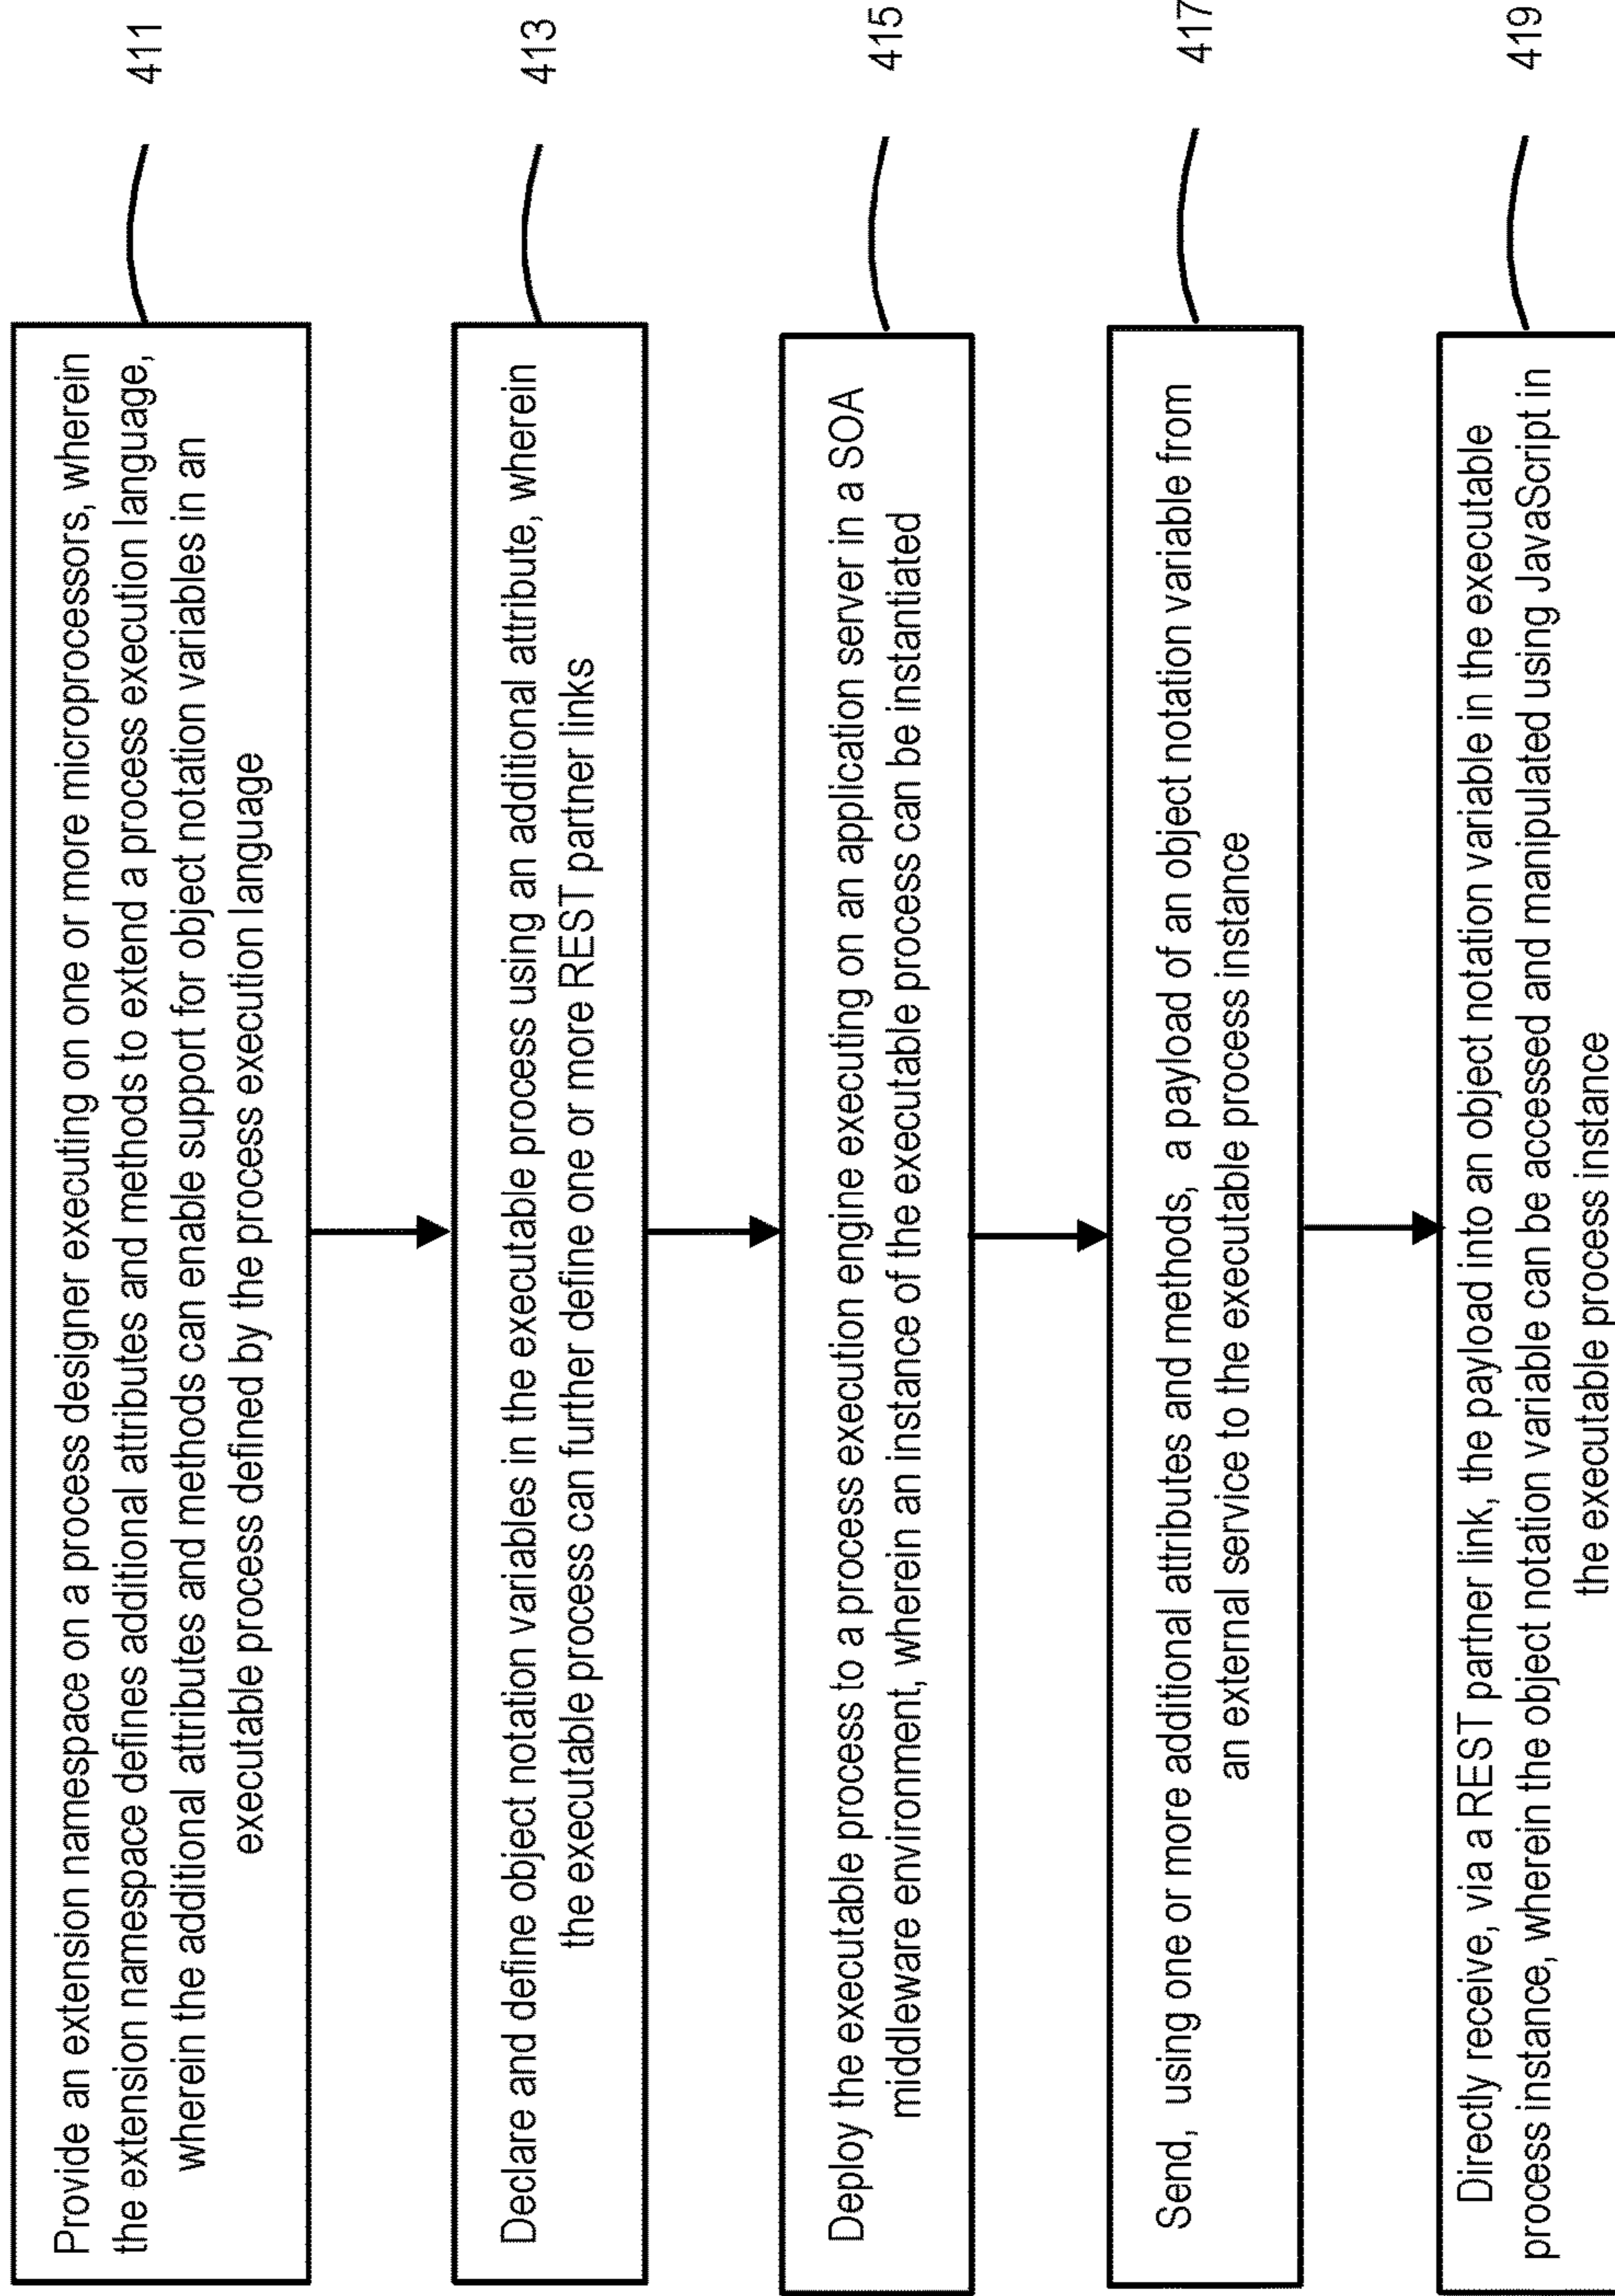 Provide an extension namespace on a process designer executing on one or more microprocessors, wherein
the extension namespace defines additional attributes and methods to extend a process execution language,
wherein the additional attributes and methods can enable support for object notation variables in an
executable process defined by the process execution language
411
Declare and define object notation variables in the executable process using an additional attribute, wherein
the executable process can further define one or more REST partner links
413
Deploy the executable process to a process execution engine executing on an application server in a SOA
middleware environment, wherein an instance of the executable process can be instantiated
415
Send, using one or more additional attributes and methods, a payload of an object notation variable from
an external service to the executable process instance
417
Directly receive, via a REST partner link, the payload into an object notation variable in the executable
process instance, wherein the object notation variable can be accessed and manipulated using JavaScript in
the executable process instance
419